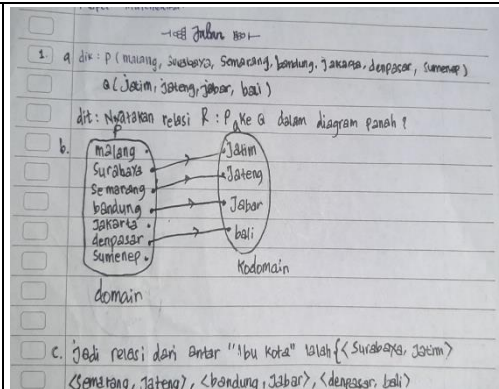 Jaban
1. a dik : P ( malang, surabaya, Semarang, bandung, jakarta, denpasar, sumenep )
Q ( Jatim, jateng, jabar, bali )
dit : Nyatakan relasi R : P ke Q dalam diagram panah ?
P Q
b. malang
Surabaya Jatim
Semarang Jateng
bandung Jabar
Jakarta
denpasar bali
Sumenep
domain Kodomain
c. jadi relasi dari antar "Ibu kota" ialah {< Surabaya, Jatim>
<Semarang, Jateng>, <bandung, Jabar>, <denpasar, bali>